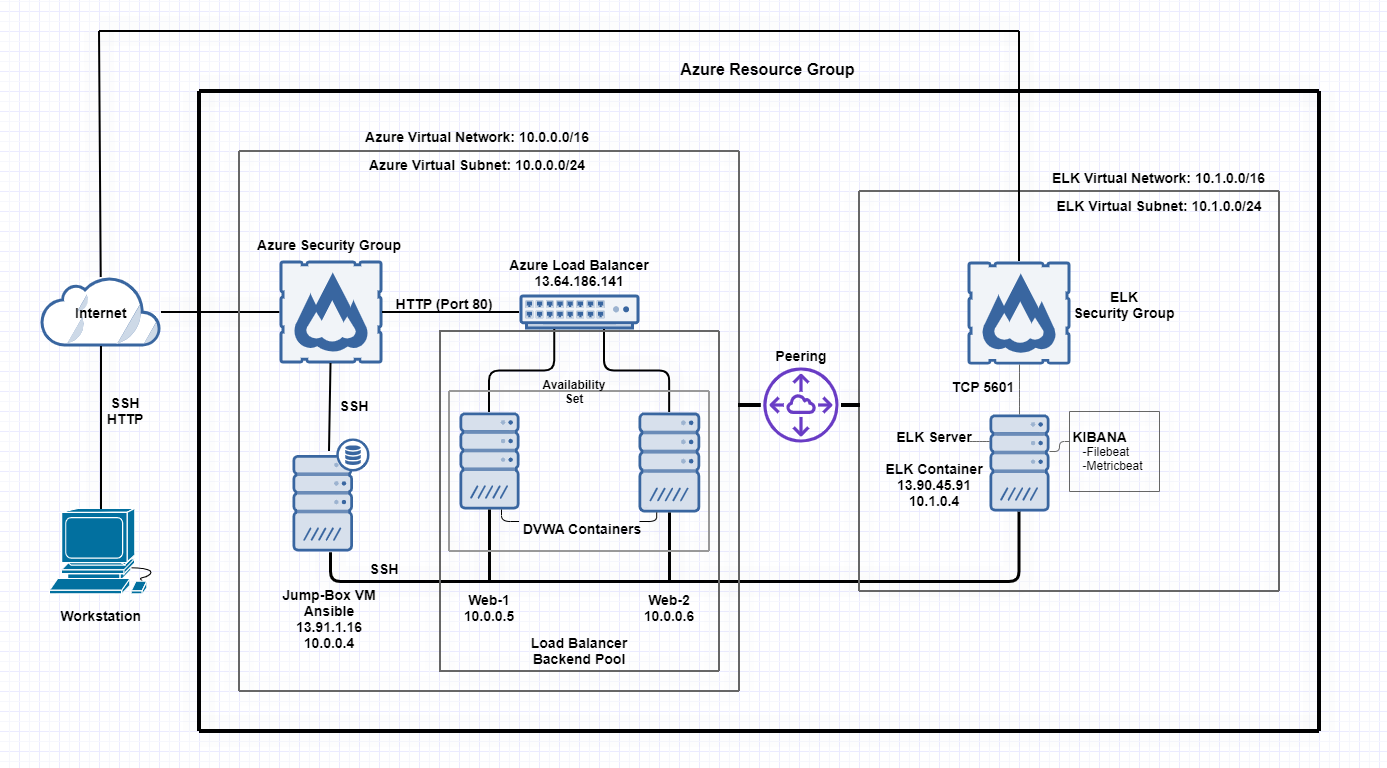 Azure Resource Group
Azure Virtual Network: 10.0.0.0/16
Azure Virtual Subnet: 10.0.0.0/24
ELK Virtual Network: 10.1.0.0/16
ELK Virtual Subnet: 10.1.0.0/24
Azure Security Group
Azure Load Balancer
13.64.186.141
HTTP (Port 80)
Internet
ELK
Security Group
Peering
Availability
Set
TCP 5601
SSH
HTTP
SSH
ELK Server
KIBANA
-Filebeat
-Metricbeat
ELK Container
13.90.45.91
10.1.0.4
DVWA Containers
SSH
Workstation
Jump-Box VM
Ansible
13.91.1.16
10.0.0.4
Web-1
10.0.0.5
Web-2
10.0.0.6
Load Balancer
Backend Pool